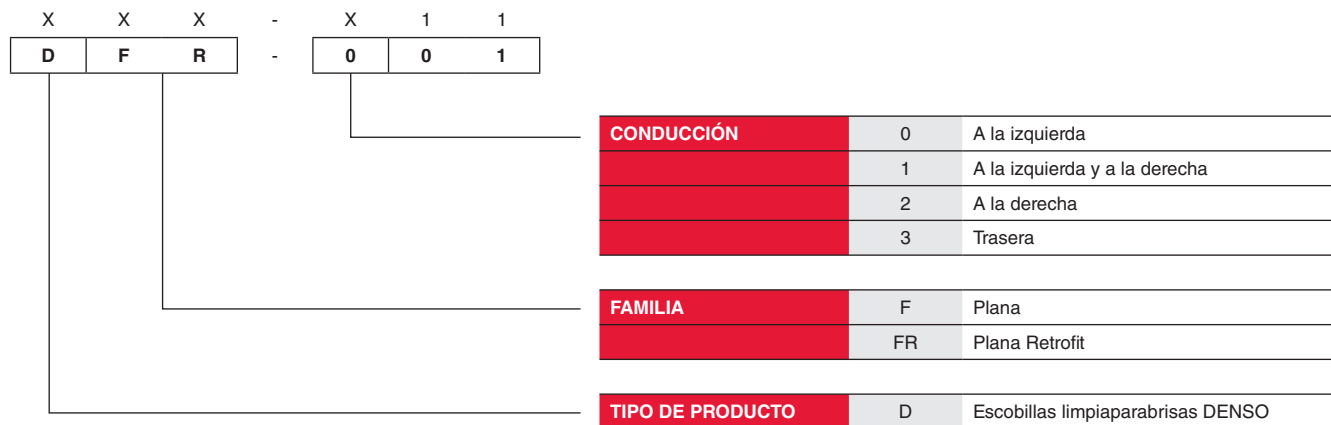 X X X - X 1 1
D F R - 0 0 1
CONDUCCIÓN 0 A la izquierda
1 A la izquierda y a la derecha
2 A la derecha
3 Trasera
FAMILIA F Plana
FR Plana Retrofit
TIPO DE PRODUCTO D Escobillas limpiaparabrisas DENSO